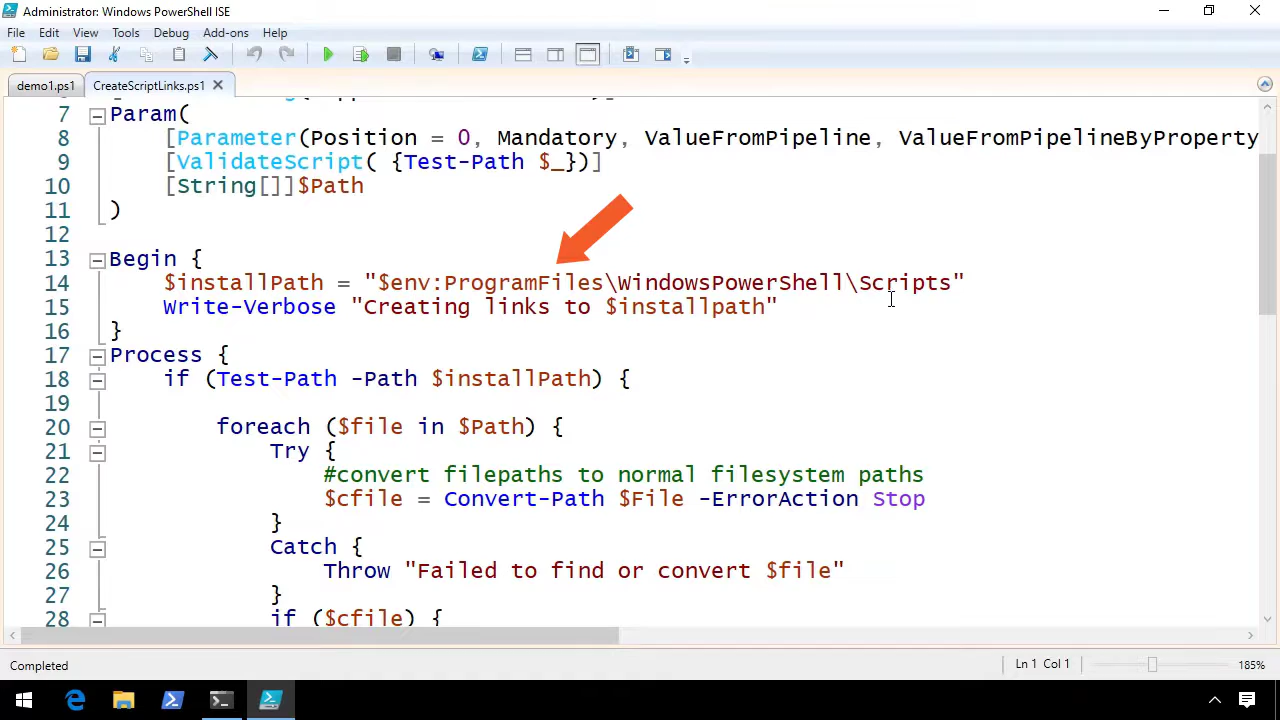 Administrator: Windows PowerShell ISE
File Edit View Tools Debug Add-ons Help
demo1.ps1 CreateScriptLinks.ps1
7 Param(
8 [Parameter(Position = 0, Mandatory, ValueFromPipeline, ValueFromPipelineByProperty
9 [ValidateScript( {Test-Path $_})]
10 [String[]]$Path
11 )
12
13 Begin {
14 $installPath = "$env:ProgramFiles\WindowsPowerShell\Scripts"
15 Write-Verbose "Creating links to $installpath"
16 }
17 Process {
18 if (Test-Path -Path $installPath) {
19
20 foreach ($file in $Path) {
21 Try {
22 #convert filepaths to normal filesystem paths
23 $cfile = Convert-Path $File -ErrorAction Stop
24 }
25 Catch {
26 Throw "Failed to find or convert $file"
27 }
28 if ($cfile) {
Completed Ln 1 Col 1 185%